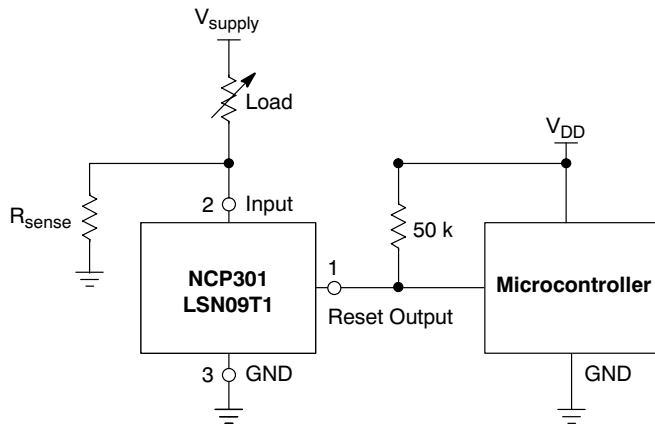 Vsupply
Load
VDD
Rsense
2 Input
50 k
NCP301
LSN09T1
1
Reset Output
Microcontroller
3 GND
GND